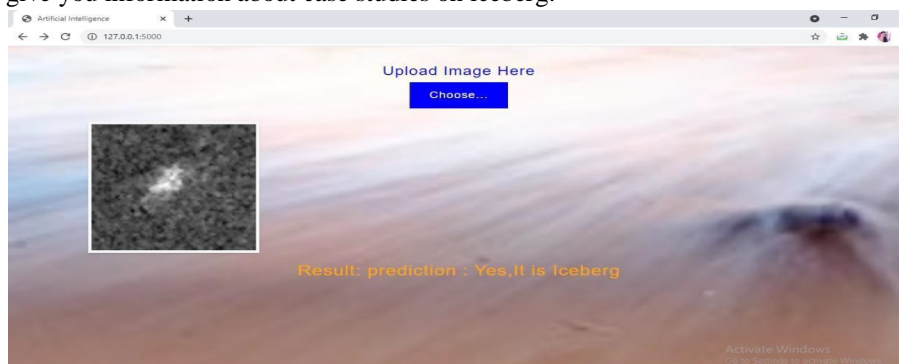 give you information about case studies on iceberg.
Artificial Intelligence
127.0.0.1:5000
Upload Image Here
Choose...
Result: prediction : Yes,It is Iceberg
Activate Windows
Go to Settings to activate Windows.